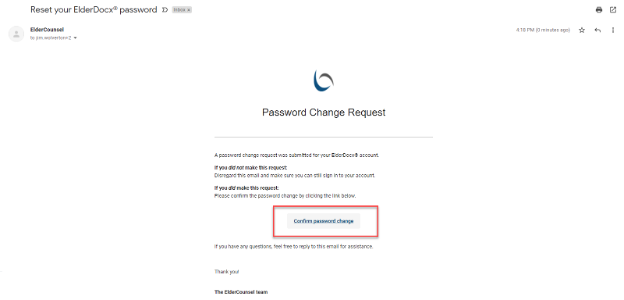 Reset your ElderDocx® password
Inbox ×
ElderCounsel
4:19 PM (0 minutes ago)
to
Password Change Request
A password change request was submitted for your ElderDocx® account.
If you did not make this request:
Disregard this email and make sure you can still sign in to your account.
If you did make this request:
Please confirm the password change by clicking the link below.
Confirm password change
If you have any questions, feel free to reply to this email for assistance.
Thank you!
The ElderCounsel team